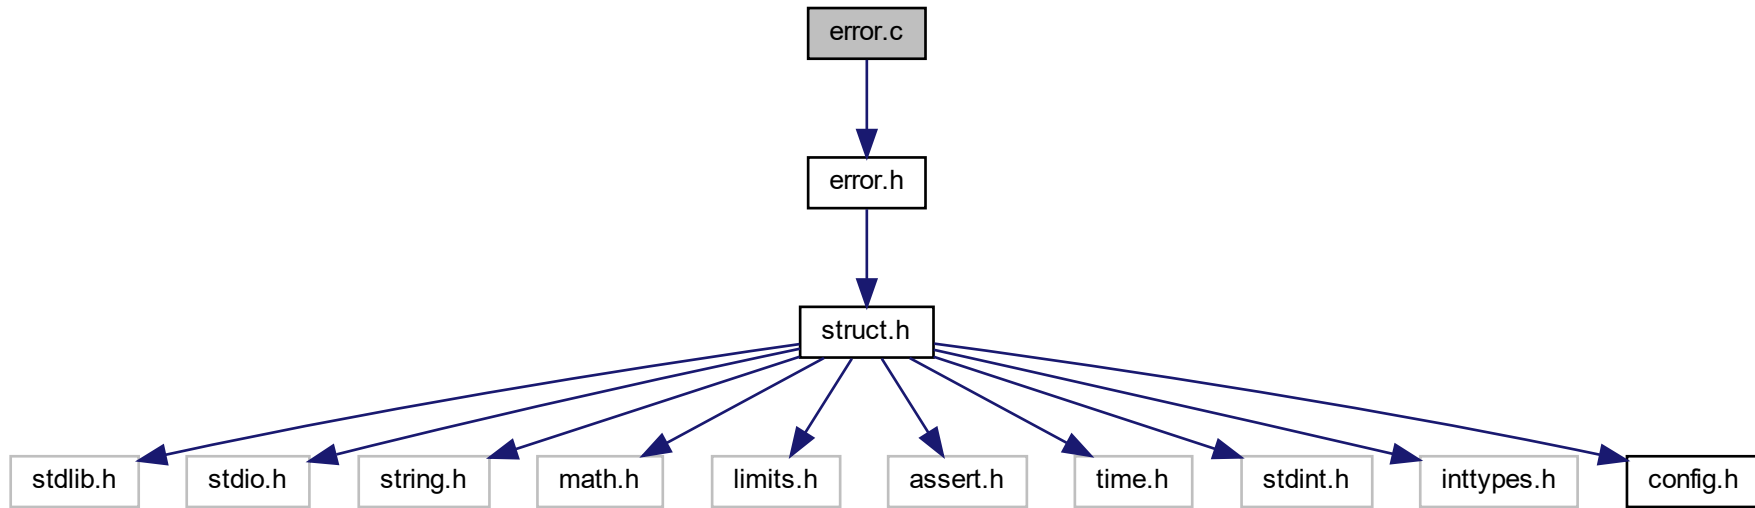 error.c
error.h
struct.h
stdlib.h
stdio.h
string.h
math.h
limits.h
assert.h
time.h
stdint.h
inttypes.h
config.h